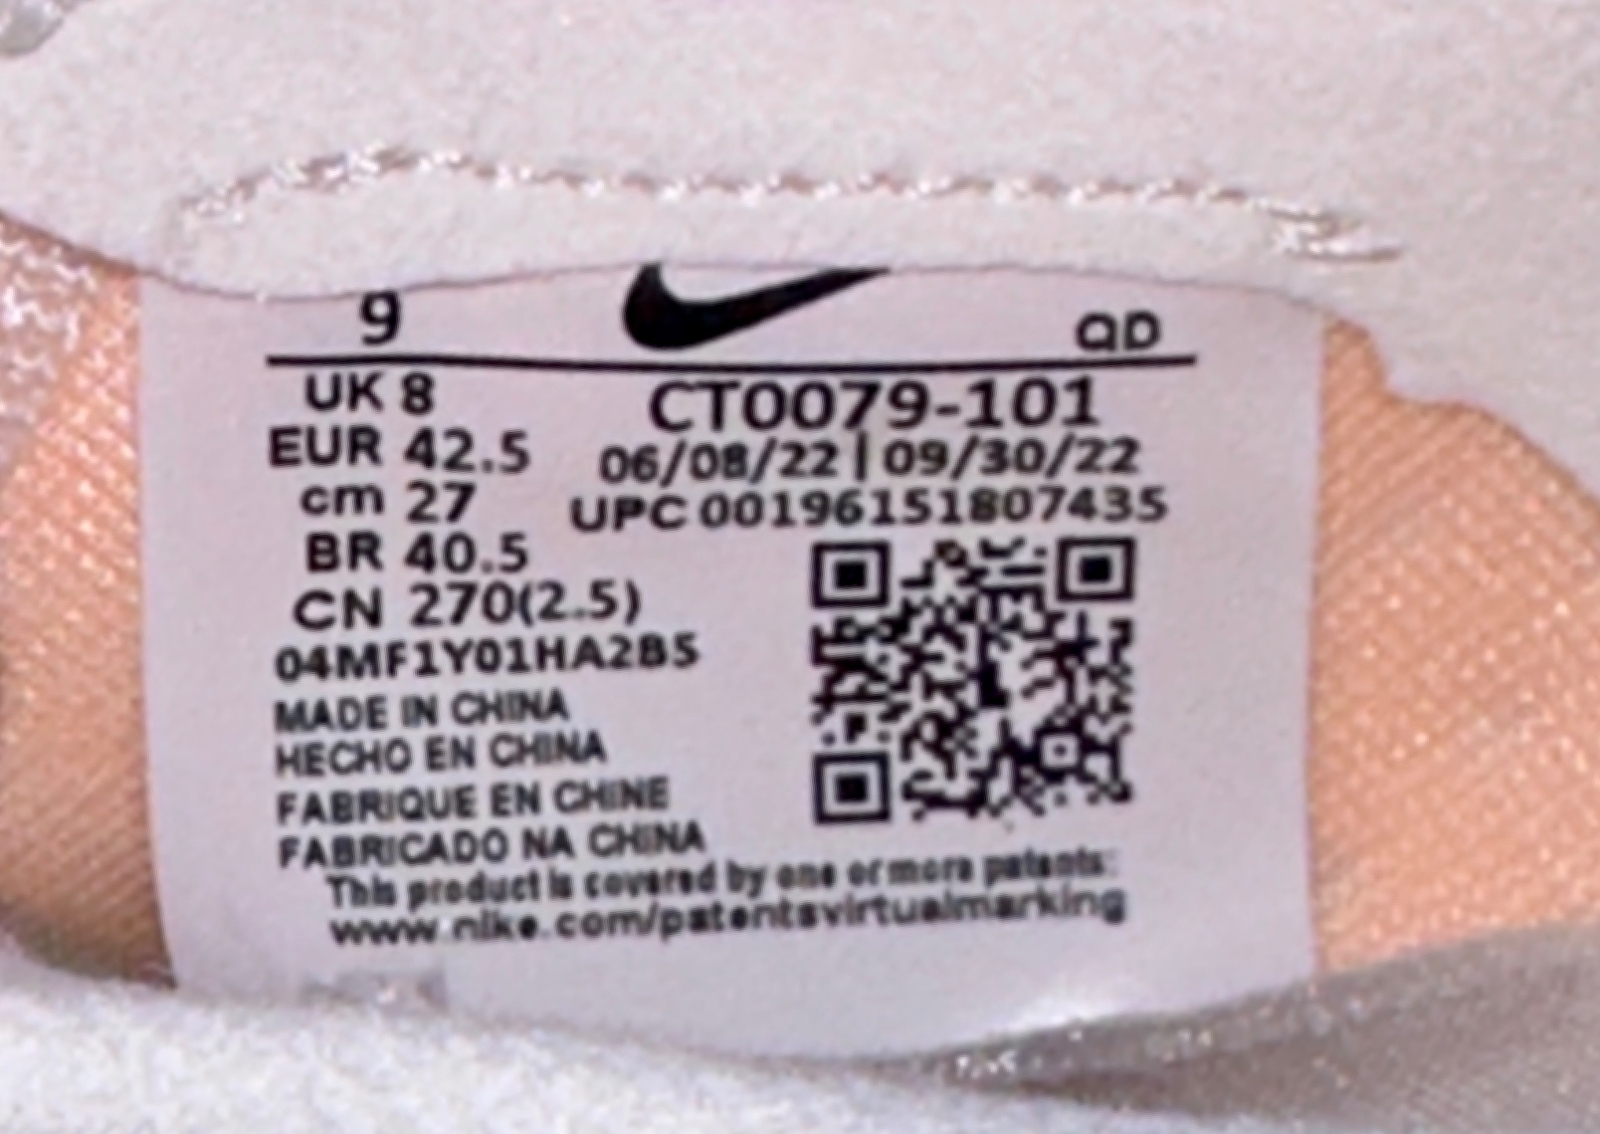 9 QD
UK 8 CT0079-101
EUR 42.5 06/08/22 | 09/30/22
cm 27 UPC 00196151807435
BR 40.5
CN 270(2.5)
04MF1Y01HA2B5
MADE IN CHINA
HECHO EN CHINA
FABRIQUE EN CHINE
FABRICADO NA CHINA
This product is covered by one or more patents:
www.nike.com/patentsvirtualmarking